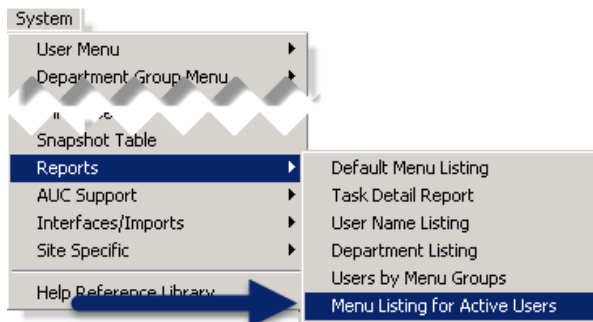 System
User Menu
Department Group Menu
Snapshot Table
Reports
AUC Support
Interfaces/Imports
Site Specific
Help Reference Library
Default Menu Listing
Task Detail Report
User Name Listing
Department Listing
Users by Menu Groups
Menu Listing for Active Users